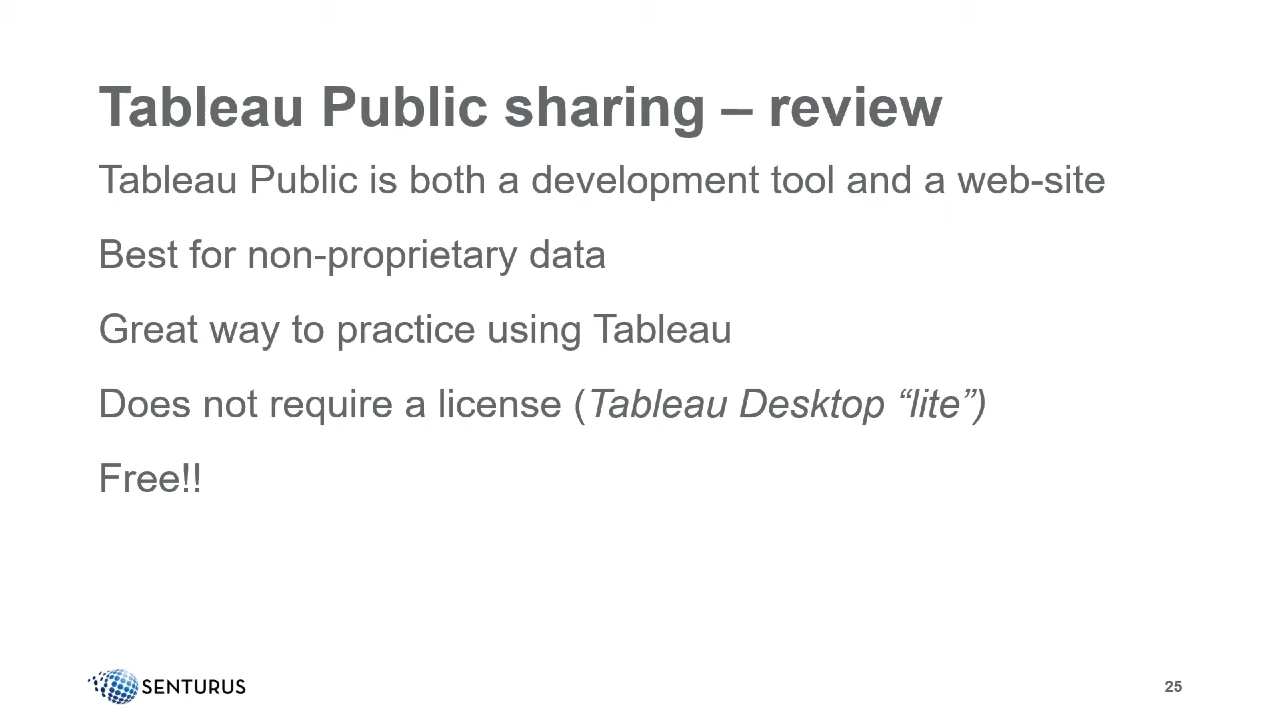 Tableau Public sharing – review
Tableau Public is both a development tool and a web-site
Best for non-proprietary data
Great way to practice using Tableau
Does not require a license (Tableau Desktop “lite”)
Free!!
SENTURUS
25